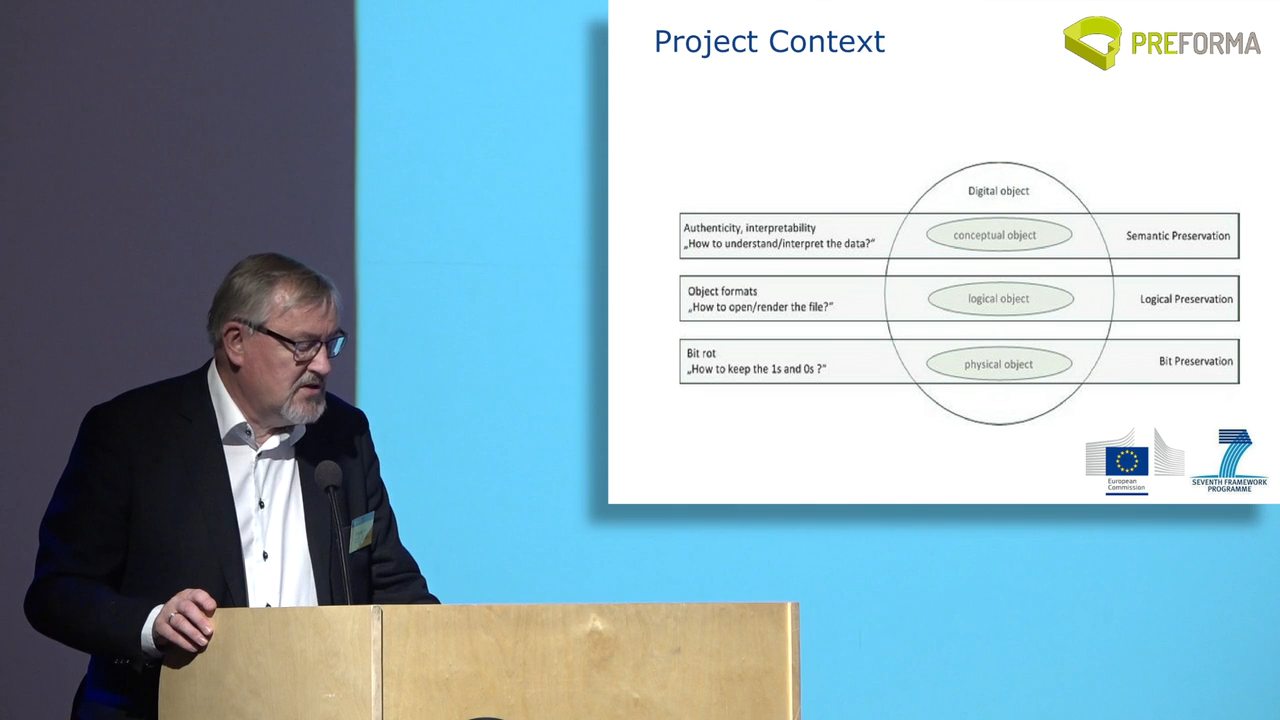 Project Context
PREFORMA
Digital object
Authenticity, interpretability
„How to understand/interpret the data?“
conceptual object
Semantic Preservation
Object formats
„How to open/render the file?“
logical object
Logical Preservation
Bit rot
„How to keep the 1s and 0s ?“
physical object
Bit Preservation
European
Commission
7
SEVENTH FRAMEWORK
PROGRAMME